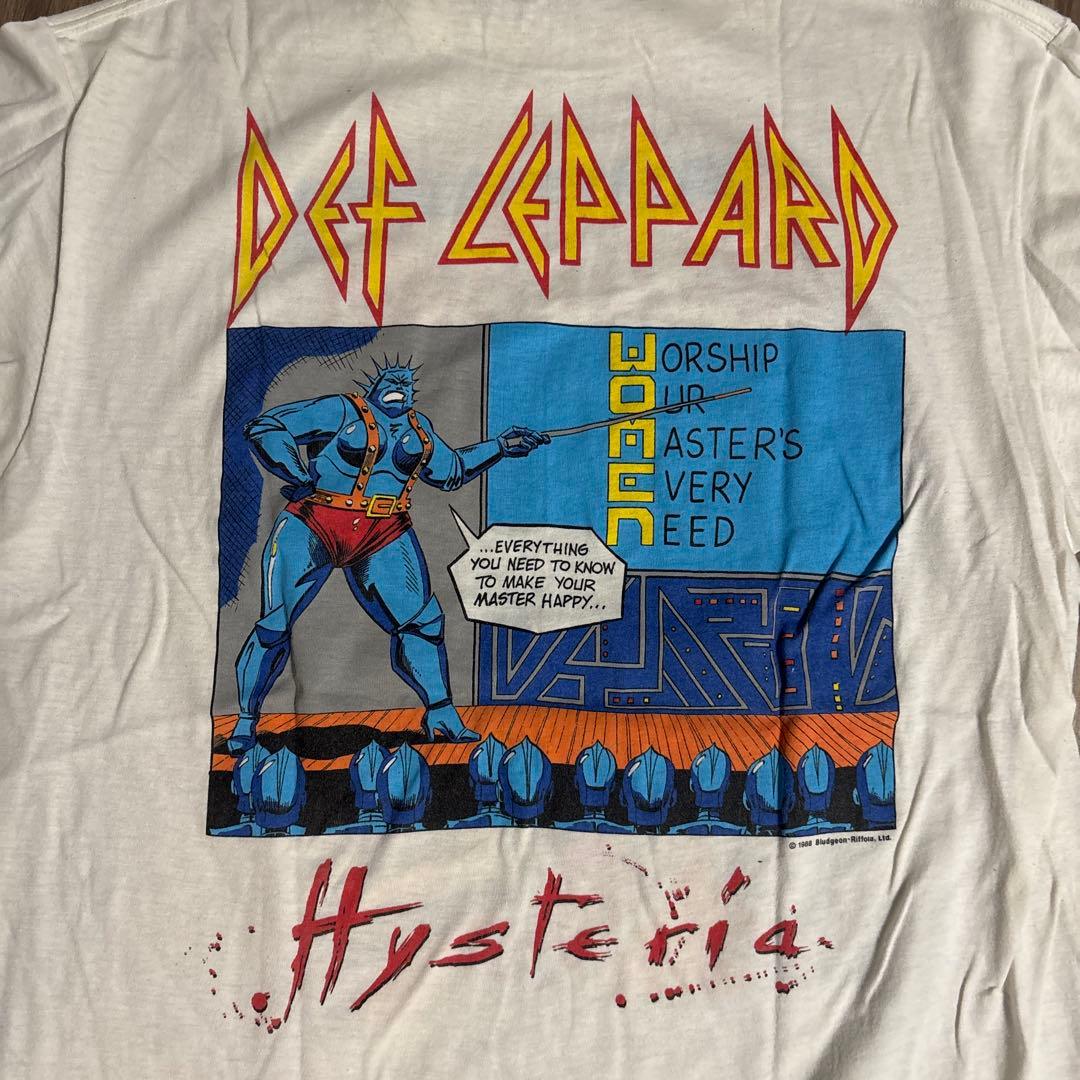 DEF LEPPARD
WORSHIP
OUR
MASTER'S
EVERY
NEED
...EVERYTHING
YOU NEED TO KNOW
TO MAKE YOUR
MASTER HAPPY...
© 1988 Bludgeon-Riffola, Ltd.
Hysteria